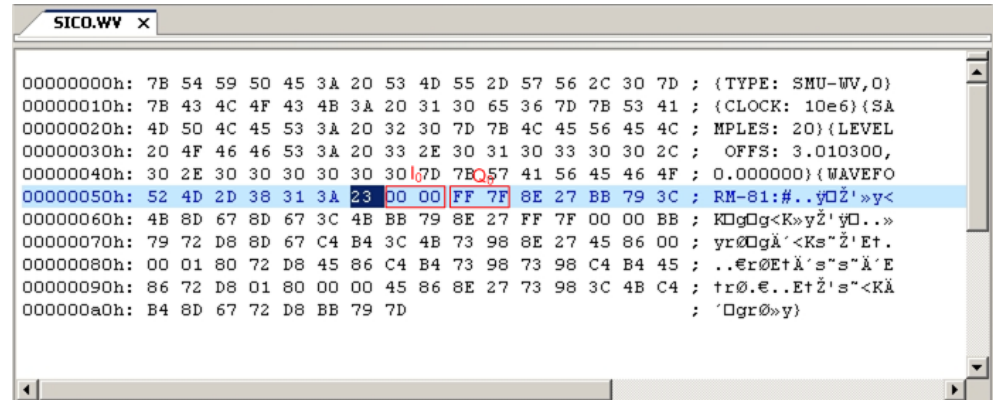 SICO.WV ×
00000000h: 7B 54 59 50 45 3A 20 53 4D 55 2D 57 56 2C 30 7D ; {TYPE: SMU-WV,0}
00000010h: 7B 43 4C 4F 43 4B 3A 20 31 30 65 36 7D 7B 53 41 ; {CLOCK: 10e6}{SA
00000020h: 4D 50 4C 45 53 3A 20 32 30 7D 7B 4C 45 56 45 4C ; MPLES: 20}{LEVEL
00000030h: 20 4F 46 46 53 3A 20 33 2E 30 31 30 33 30 30 2C ;  OFFS: 3.010300,
I₀ Q₀
00000040h: 30 2E 30 30 30 30 30 30 7D 7B 57 41 56 45 46 4F ; 0.000000}{WAVEFO
00000050h: 52 4D 2D 38 31 3A 23 00 00 FF 7F 8E 27 BB 79 3C ; RM-81:#..ÿ□Ž'»y<
00000060h: 4B 8D 67 8D 67 3C 4B BB 79 8E 27 FF 7F 00 00 BB ; K□g□g<K»yŽ'ÿ□..»
00000070h: 79 72 D8 8D 67 C4 B4 3C 4B 73 98 8E 27 45 86 00 ; yrØ□gÄ´<Ks˜Ž'E†.
00000080h: 00 01 80 72 D8 45 86 C4 B4 73 98 73 98 C4 B4 45 ; ..€rØE†Ä´s˜s˜Ä´E
00000090h: 86 72 D8 01 80 00 00 45 86 8E 27 73 98 3C 4B C4 ; †rØ.€..E†Ž's˜<KÄ
000000a0h: B4 8D 67 72 D8 BB 79 7D ; ´□grØ»y}